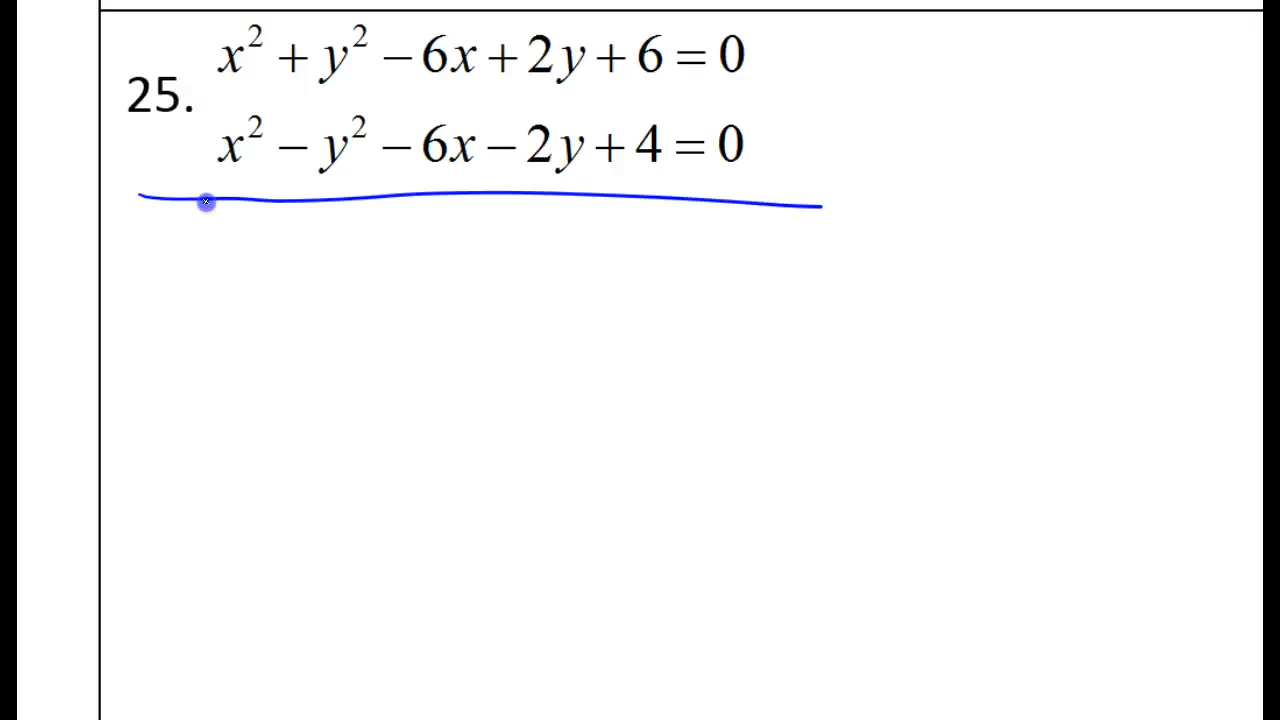 x² + y² − 6x + 2y + 6 = 0
25.
x² − y² − 6x − 2y + 4 = 0